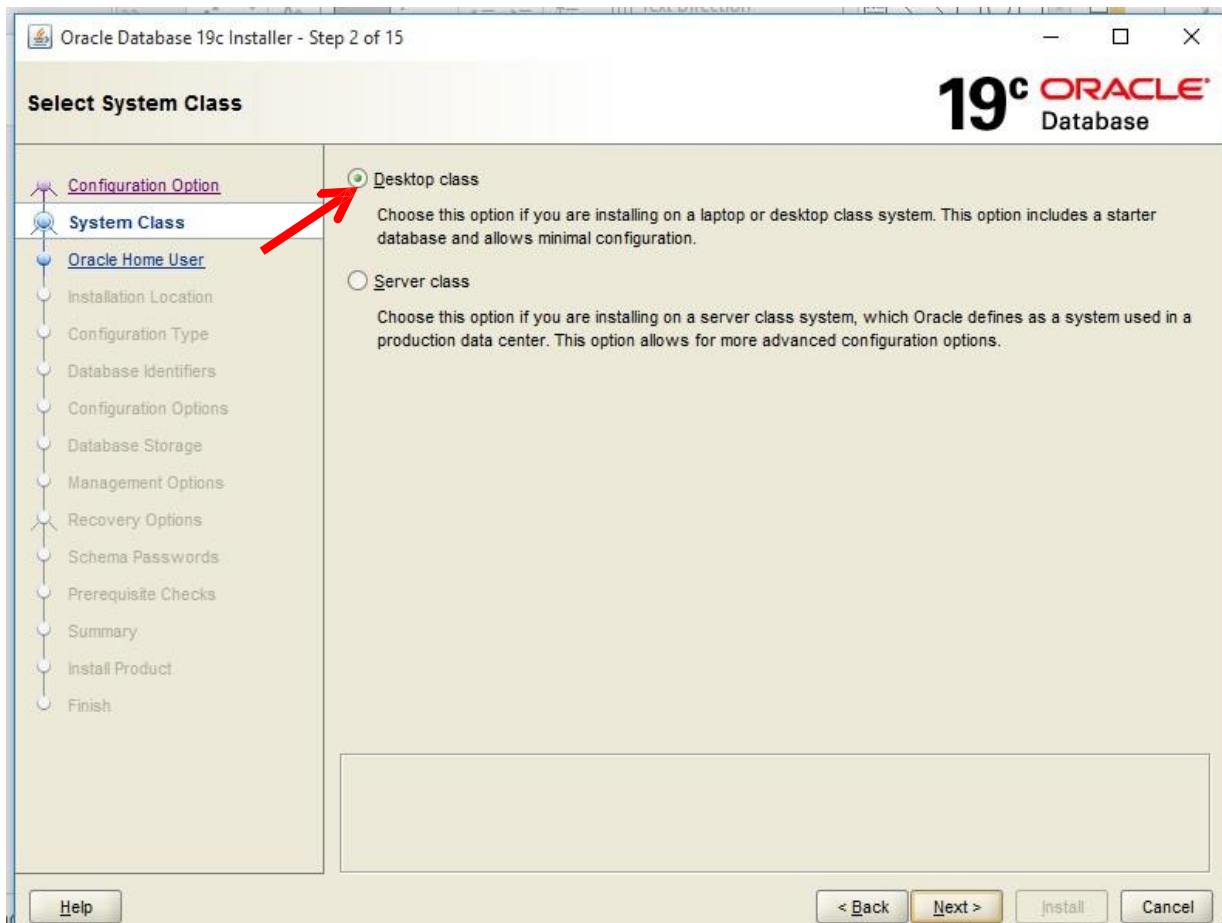 Text Direction
Oracle Database 19c Installer - Step 2 of 15
Select System Class
19c ORACLE
Database
Configuration Option
System Class
Oracle Home User
Installation Location
Configuration Type
Database Identifiers
Configuration Options
Database Storage
Management Options
Recovery Options
Schema Passwords
Prerequisite Checks
Summary
Install Product
Finish
Desktop class
Choose this option if you are installing on a laptop or desktop class system. This option includes a starter
database and allows minimal configuration.
Server class
Choose this option if you are installing on a server class system, which Oracle defines as a system used in a
production data center. This option allows for more advanced configuration options.
Help
< Back
Next >
Install
Cancel